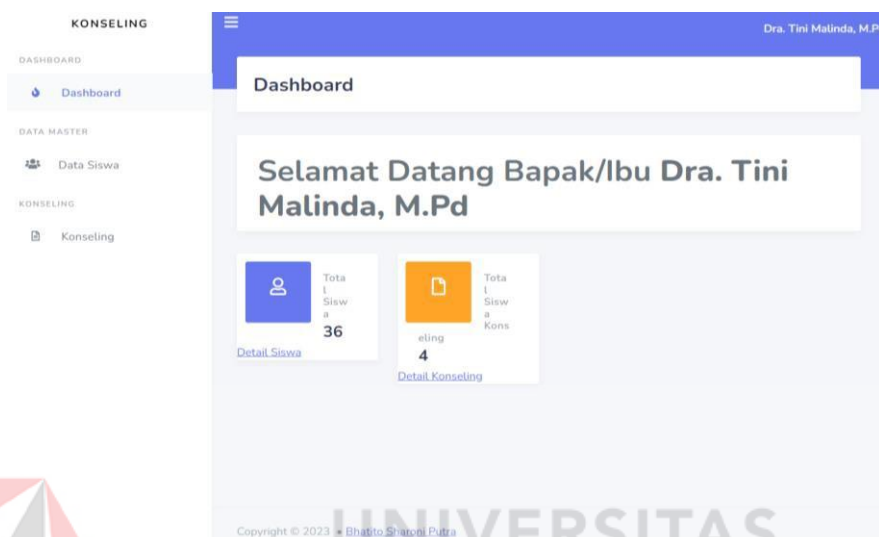 KONSELING
DASHBOARD
Dashboard
DATA MASTER
Data Siswa
KONSELING
Konseling
Dra. Tini Malinda, M.P
Dashboard
Selamat Datang Bapak/Ibu Dra. Tini
Malinda, M.Pd
Tota
l
Sisw
a
36
Detail Siswa
Tota
l
Sisw
a
Kons
eling
4
Detail Konseling
Copyright © 2023 • Bhatito Sharoni Putra
UNIVERSITAS